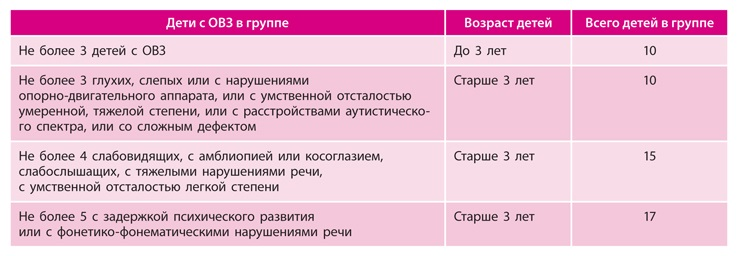 Дети с ОВЗ в группе Возраст детей Всего детей в группе
Не более 3 детей с ОВЗ До 3 лет 10
Не более 3 глухих, слепых или с нарушениями Старше 3 лет 10
опорно-двигательного аппарата, или с умственной отсталостью
умеренной, тяжелой степени, или с расстройствами аутистическо-
го спектра, или со сложным дефектом
Не более 4 слабовидящих, с амблиопией или косоглазием, Старше 3 лет 15
слабослышащих, с тяжелыми нарушениями речи,
с умственной отсталостью легкой степени
Не более 5 с задержкой психического развития Старше 3 лет 17
или с фонетико-фонематическими нарушениями речи